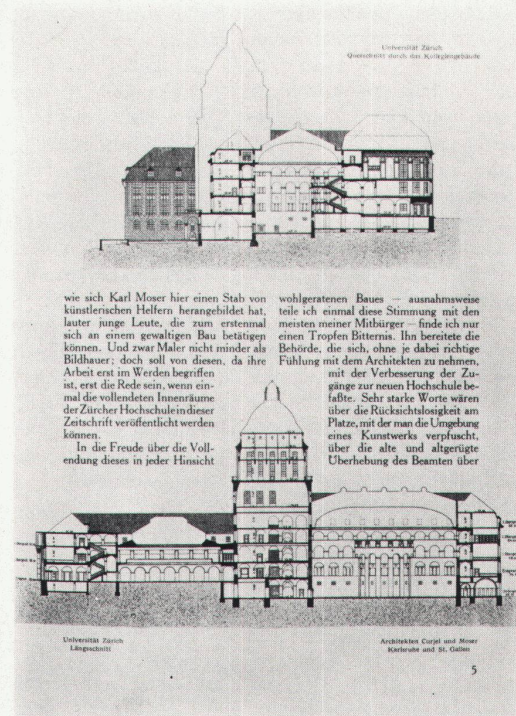 Universität Zürich
Querschnitt durch das Kollegiengebäude
wie sich Karl Moser hier einen Stab von
künstlerischen Helfern herangebildet hat,
lauter junge Leute, die zum erstenmal
sich an einem gewaltigen Bau betätigen
können. Und zwar Maler nicht minder als
Bildhauer; doch soll von diesen, da ihre
Arbeit erst im Werden begriffen
ist, erst die Rede sein, wenn ein-
mal die vollendeten Innenräume
der Zürcher Hochschule in dieser
Zeitschrift veröffentlicht werden
können.
In die Freude über die Voll-
endung dieses in jeder Hinsicht
wohlgeratenen Baues — ausnahmsweise
teile ich einmal diese Stimmung mit den
meisten meiner Mitbürger — finde ich nur
einen Tropfen Bitternis. Ihn bereitete die
Behörde, die sich, ohne je dabei richtige
Fühlung mit dem Architekten zu nehmen,
mit der Verbesserung der Zu-
gänge zur neuen Hochschule be-
faßte. Sehr starke Worte wären
über die Rücksichtslosigkeit am
Platze, mit der man die Umgebung
eines Kunstwerks verpfuscht,
über die alte und altgerügte
Überhebung des Beamten über
Universität Zürich
Längsschnitt
Architekten Curjel und Moser
Karlsruhe und St. Gallen
5